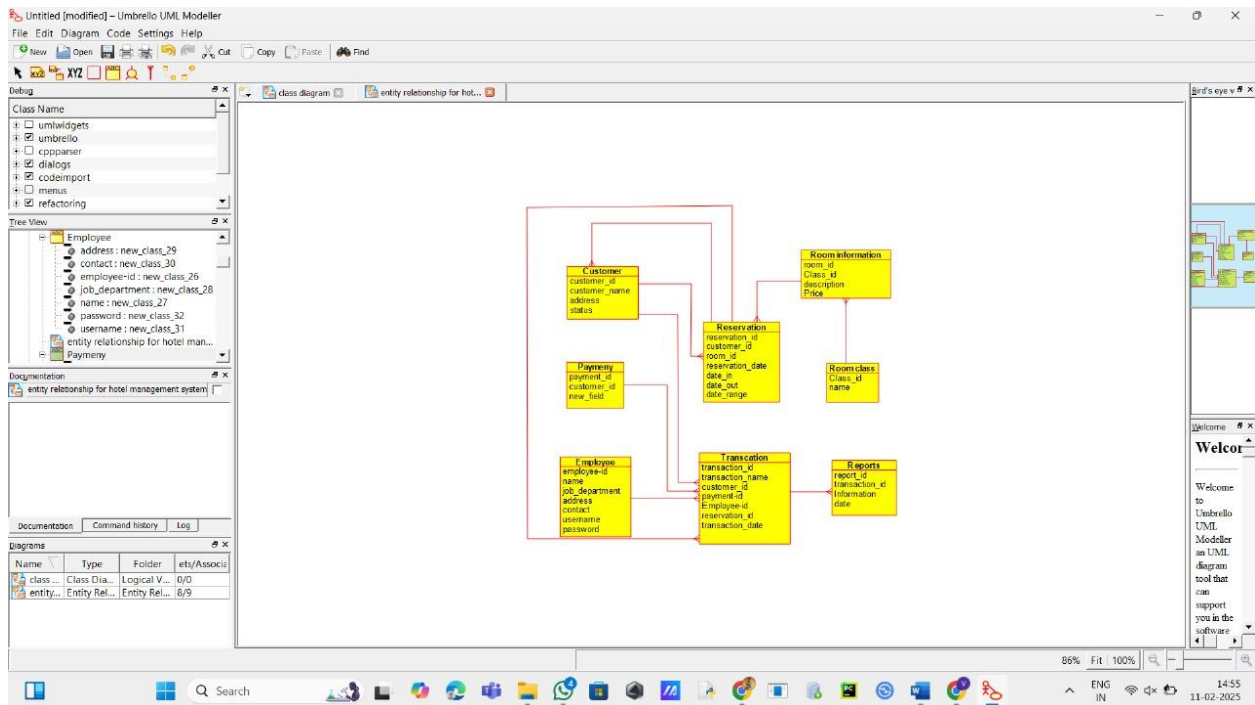 Untitled [modified] – Umbrello UML Modeller
File Edit Diagram Code Settings Help
New Open Cut Copy Paste Find
XYZ
Debug
Class Name
umlwidgets
umbrello
cppparser
dialogs
codeimport
menus
refactoring
Tree View
Employee
address : new_class_29
contact : new_class_30
employee-id : new_class_26
job_department : new_class_28
name : new_class_27
password : new_class_32
username : new_class_31
entity relationship for hotel man...
Paymeny
Documentation
entity relationship for hotel management system
Documentation Command history Log
Diagrams
Name Type Folder ets/Associa
class ... Class Dia... Logical V... 0/0
entity... Entity Rel... Entity Rel... 8/9
class diagram entity relationship for hot...
Customer
customer_id
customer_name
address
status
Room information
room_id
Class_id
description
Price
Reservation
reservation_id
customer_id
room_id
reservation_date
date_in
date_out
date_range
Room class
Class_id
name
Paymeny
payment_id
customer_id
new_field
Employee
employee-id
name
job_department
address
contact
username
password
Transcation
transaction_id
transaction_name
customer_id
payment-id
Employee-id
reservation_id
transaction_date
Reports
report_id
transaction_id
Information
date
Bird's eye v
Welcome
Welcor
Welcome
to
Umbrello
UML
Modeller
an UML
diagram
tool that
can
support
you in the
software
86% Fit 100%
Search
ENG
IN
14:55
11-02-2025